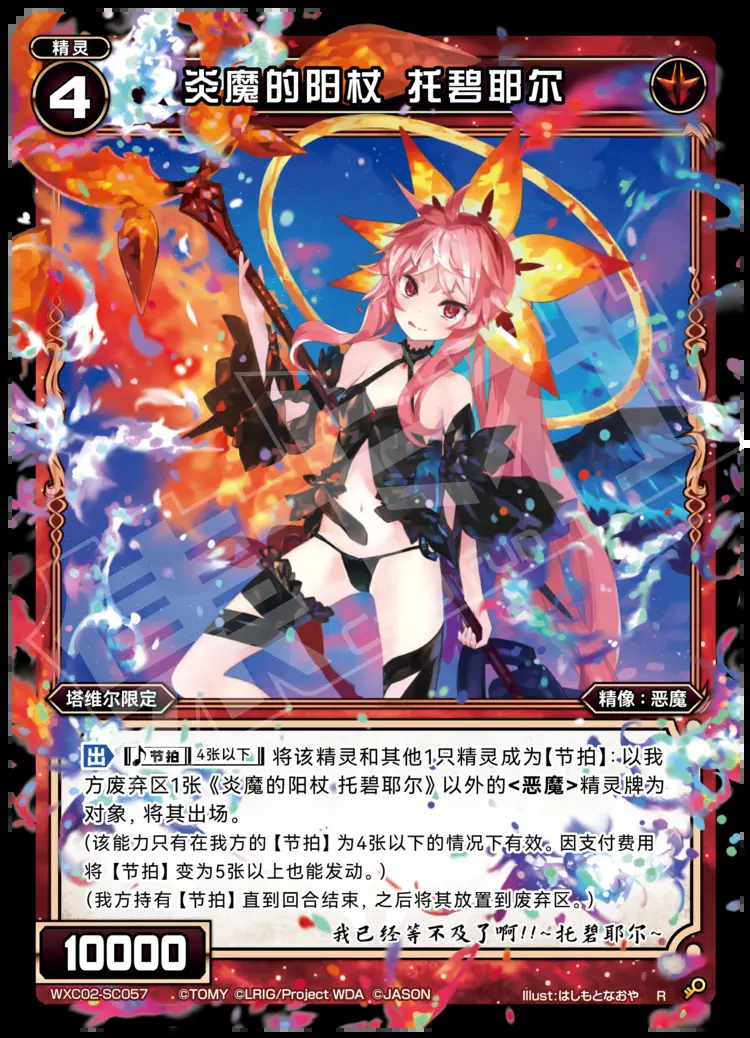 精灵
4
炎魔的阳杖 托碧耶尔
塔维尔限定
精像：恶魔
出 ♪节拍 4张以下 将该精灵和其他1只精灵成为【节拍】：以我
方废弃区1张《炎魔的阳杖 托碧耶尔》以外的<恶魔>精灵牌为
对象，将其出场。
(该能力只有在我方的【节拍】为4张以下的情况下有效。因支付费用
将【节拍】变为5张以上也能发动。)
(我方持有【节拍】直到回合结束，之后将其放置到废弃区。)
我已经等不及了啊!!~托碧耶尔~
10000
WXC02-SC057 ©TOMY ©LRIG/Project WDA ©JASON Illust:はしもとなおや R